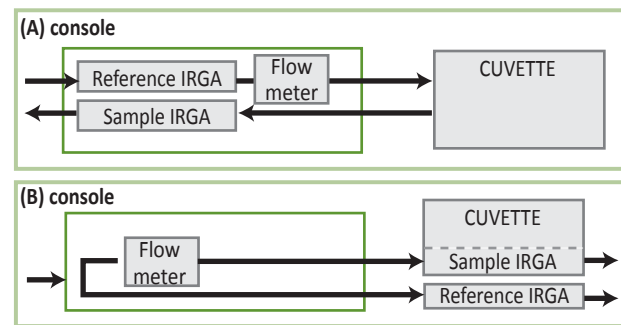 (A) console
Reference IRGA
Flow
meter
Sample IRGA
CUVETTE
(B) console
Flow
meter
CUVETTE
Sample IRGA
Reference IRGA